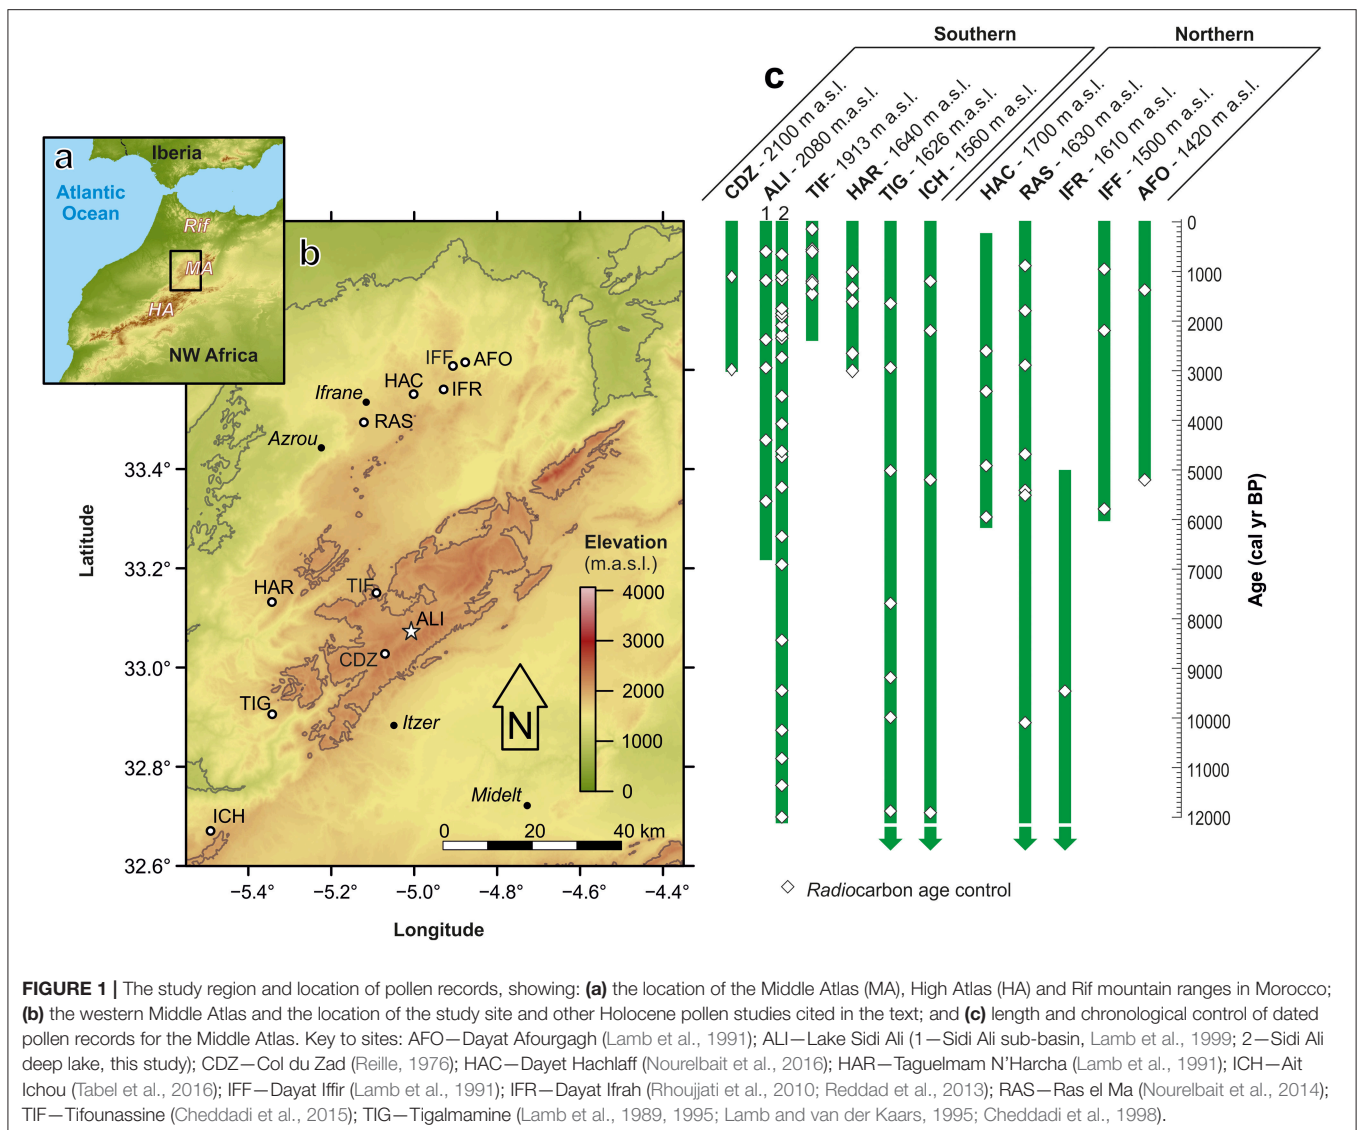 a
Iberia
Atlantic
Ocean
Rif
MA
HA
NW Africa
b
IFF
AFO
HAC
IFR
Ifrane
RAS
Azrou
HAR
TIF
ALI
CDZ
TIG
Itzer
Midelt
ICH
N
Elevation
(m.a.s.l.)
4000
3000
2000
1000
0
0 20 40 km
33.4°
33.2°
33.0°
32.8°
32.6°
Latitude
−5.4° −5.2° −5.0° −4.8° −4.6° −4.4°
Longitude
c
Southern
Northern
CDZ - 2100 m a.s.l.
ALI - 2080 m.a.s.l.
TIF- 1913 m a.s.l.
HAR - 1640 m a.s.l.
TIG - 1626 m.a.s.l.
ICH - 1560 m a.s.l.
HAC - 1700 m a.s.l.
RAS - 1630 m a.s.l.
IFR - 1610 m a.s.l.
IFF - 1500 m a.s.l.
AFO - 1420 m a.s.l.
1 2
0
1000
2000
3000
4000
5000
6000
7000
8000
9000
10000
11000
12000
Age (cal yr BP)
Radiocarbon age control
FIGURE 1 | The study region and location of pollen records, showing: (a) the location of the Middle Atlas (MA), High Atlas (HA) and Rif mountain ranges in Morocco;
(b) the western Middle Atlas and the location of the study site and other Holocene pollen studies cited in the text; and (c) length and chronological control of dated
pollen records for the Middle Atlas. Key to sites: AFO—Dayat Afourgagh (Lamb et al., 1991); ALI—Lake Sidi Ali (1—Sidi Ali sub-basin, Lamb et al., 1999; 2—Sidi Ali
deep lake, this study); CDZ—Col du Zad (Reille, 1976); HAC—Dayet Hachlaff (Nourelbait et al., 2016); HAR—Taguelmam N'Harcha (Lamb et al., 1991); ICH—Ait
Ichou (Tabel et al., 2016); IFF—Dayat Iffir (Lamb et al., 1991); IFR—Dayat Ifrah (Rhoujjati et al., 2010; Reddad et al., 2013); RAS—Ras el Ma (Nourelbait et al., 2014);
TIF—Tifounassine (Cheddadi et al., 2015); TIG—Tigalmamine (Lamb et al., 1989, 1995; Lamb and van der Kaars, 1995; Cheddadi et al., 1998).